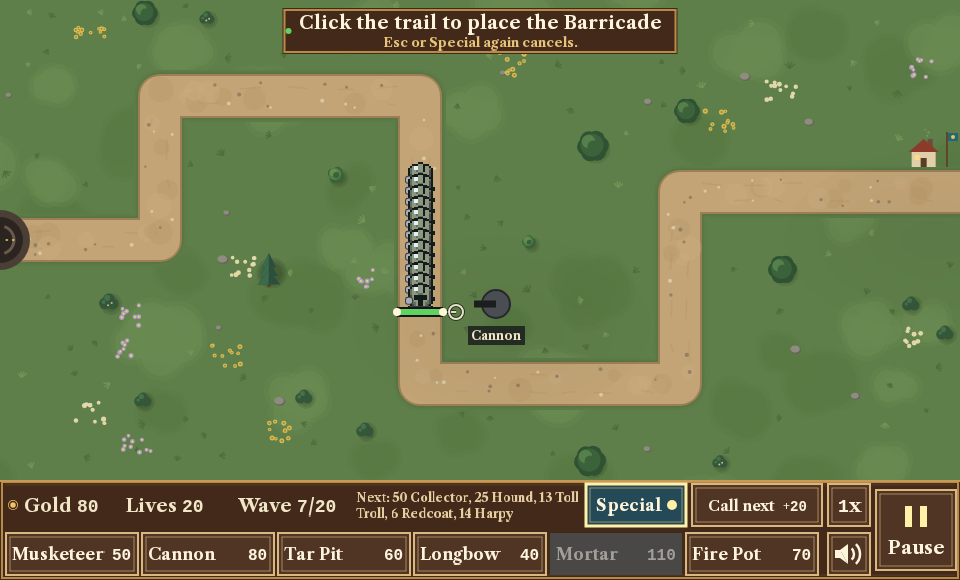 Click the trail to place the Barricade
Esc or Special again cancels.
Cannon
Gold 80
Lives 20
Wave 7/20
Next: 50 Collector, 25 Hound, 13 Toll
Troll, 6 Redcoat, 14 Harpy
Special
Call next +20
1x
Pause
Musketeer 50
Cannon 80
Tar Pit 60
Longbow 40
Mortar 110
Fire Pot 70